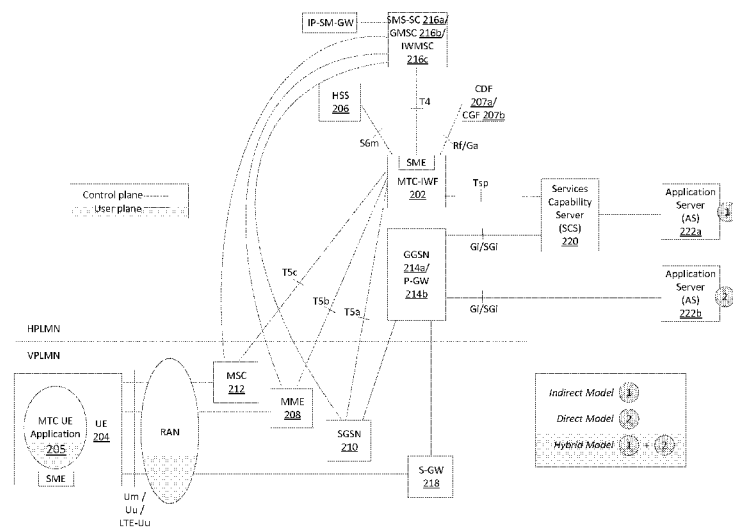 IP-SM-GW
SMS-SC 216a/
GMSC 216b/
IWMSC
216c
HSS
206
T4
CDF
207a/
CGF 207b
S6m
Rf/Ga
SME
MTC-IWF
202
Tsp
Control plane
User plane
Services
Capability
Server
(SCS)
220
Application
Server
(AS)
222a
1
GGSN
214a/
P-GW
214b
Gi/SGi
Application
Server
(AS)
222b
2
Gi/SGi
T5c
T5b
T5a
HPLMN
VPLMN
MSC
212
MME
208
SGSN
210
S-GW
218
MTC UE
Application
205
UE
204
SME
RAN
Um /
Uu /
LTE-Uu
Indirect Model 1
Direct Model 2
Hybrid Model 1 + 2